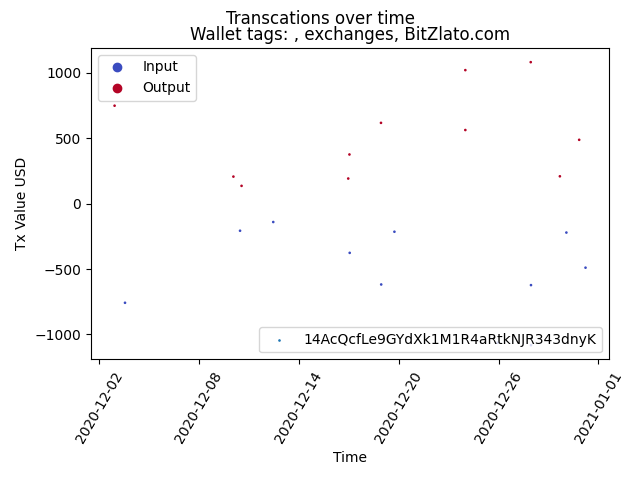 Transcations over time
Wallet tags: , exchanges, BitZlato.com
Input
Output
1000
500
0
−500
−1000
Tx Value USD
14AcQcfLe9GYdXk1M1R4aRtkNJR343dnyK
2020-12-02
2020-12-08
2020-12-14
2020-12-20
2020-12-26
2021-01-01
Time